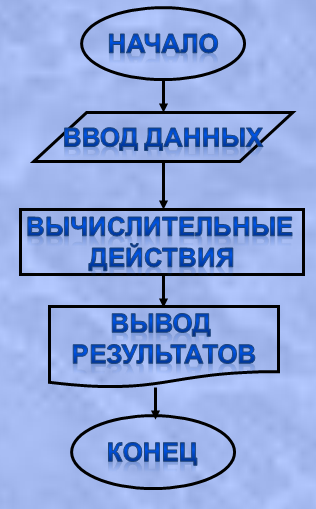 НАЧАЛО
ВВОД ДАННЫХ
ВЫЧИСЛИТЕЛЬНЫЕ
ДЕЙСТВИЯ
ВЫВОД
РЕЗУЛЬТАТОВ
КОНЕЦ